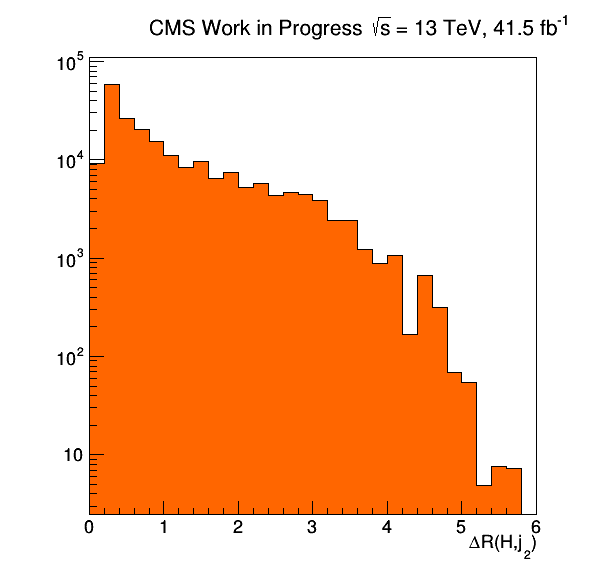 CMS Work in Progress √s = 13 TeV, 41.5 fb⁻¹
10⁵
10⁴
10³
10²
10
0 1 2 3 4 5 6
ΔR(H,j₂)